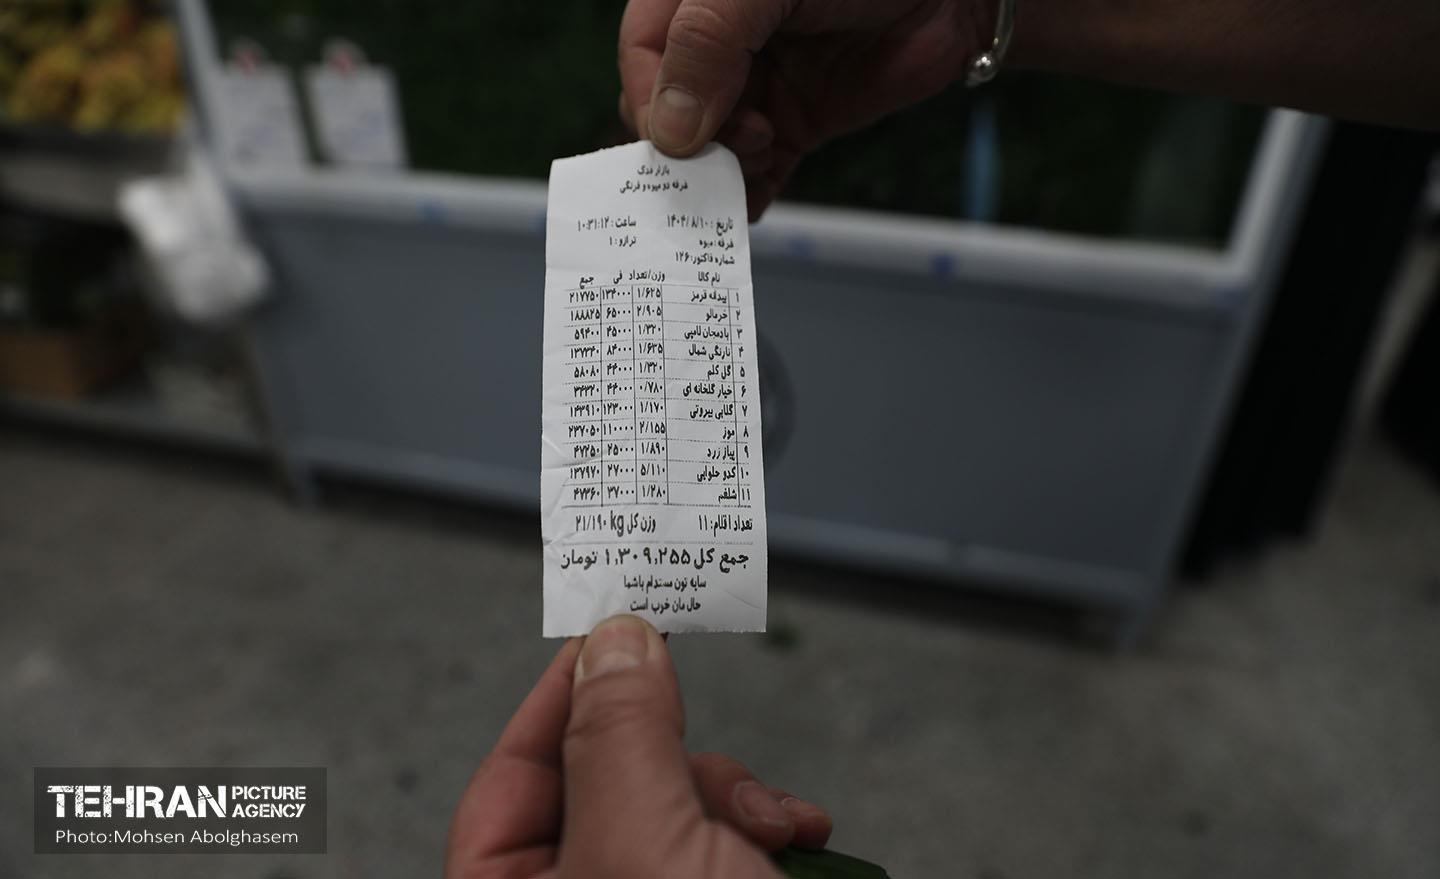 بازار فدک
غرفه دو میوه و فرنگی
تاریخ : ۱۴۰۴/۸/۱۰ ساعت : ۱۰:۳۱:۱۲
غرفه : میوه ترازو : ۱
شماره فاکتور: ۱۲۶
نام کالا وزن/تعداد فی جمع
۱ قرمز ۱/۶۲۵ ۱۳۴۰۰۰ ۲۱۷۷۵۰
۲ خرمالو ۲/۹۰۵ ۶۵۰۰۰ ۱۸۸۸۲۵
۳ بادمجان لامپی ۱/۳۲۰ ۴۵۰۰۰ ۵۹۴۰۰
۴ نارنگی شمال ۱/۶۳۵ ۸۴۰۰۰ ۱۳۷۳۴۰
۵ گل کلم ۱/۳۲۰ ۴۴۰۰۰ ۵۸۰۸۰
۶ خیار گلخانه ای ۰/۷۸۰ ۴۴۰۰۰ ۳۴۳۲۰
۷ گلابی بیروتی ۱/۱۷۰ ۱۲۳۰۰۰ ۱۴۳۹۱۰
۸ موز ۲/۱۵۵ ۱۱۰۰۰۰ ۲۳۷۰۵۰
۹ پیاز زرد ۱/۸۹۰ ۲۵۰۰۰ ۴۷۲۵۰
۱۰ کدو حلوایی ۵/۱۱۰ ۲۷۰۰۰ ۱۳۷۹۷۰
۱۱ شلغم ۱/۲۸۰ ۳۷۰۰۰ ۴۷۳۶۰
تعداد اقلام: ۱۱ وزن کل ۲۱/۱۹۰ kg
جمع کل ۱,۳۰۹,۲۵۵ تومان
سایه تون مستدام باشما
حال مان خوب است
TEHRAN PICTURE AGENCY
Photo:Mohsen Abolghasem